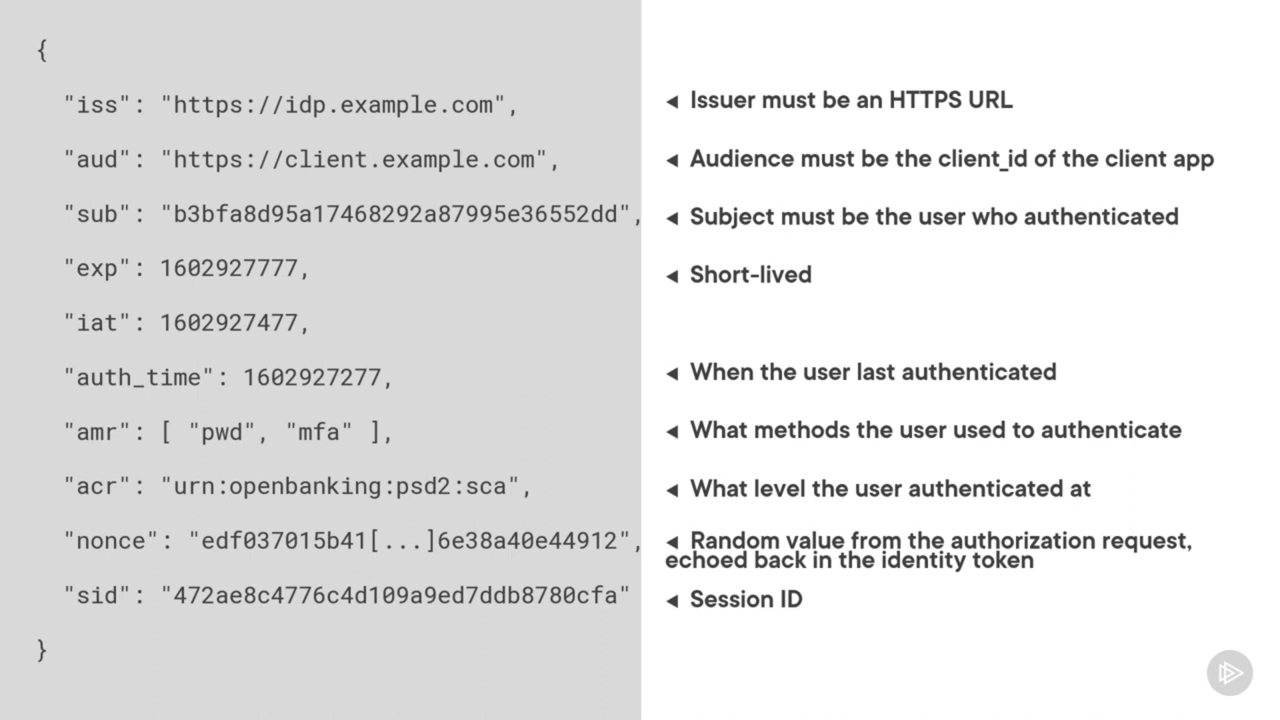 {
"iss": "https://idp.example.com",
◄ Issuer must be an HTTPS URL
"aud": "https://client.example.com",
◄ Audience must be the client_id of the client app
"sub": "b3bfa8d95a17468292a87995e36552dd",
◄ Subject must be the user who authenticated
"exp": 1602927777,
◄ Short-lived
"iat": 1602927477,
"auth_time": 1602927277,
◄ When the user last authenticated
"amr": [ "pwd", "mfa" ],
◄ What methods the user used to authenticate
"acr": "urn:openbanking:psd2:sca",
◄ What level the user authenticated at
"nonce": "edf037015b41[...]6e38a40e44912",
◄ Random value from the authorization request,
echoed back in the identity token
"sid": "472ae8c4776c4d109a9ed7ddb8780cfa"
◄ Session ID
}